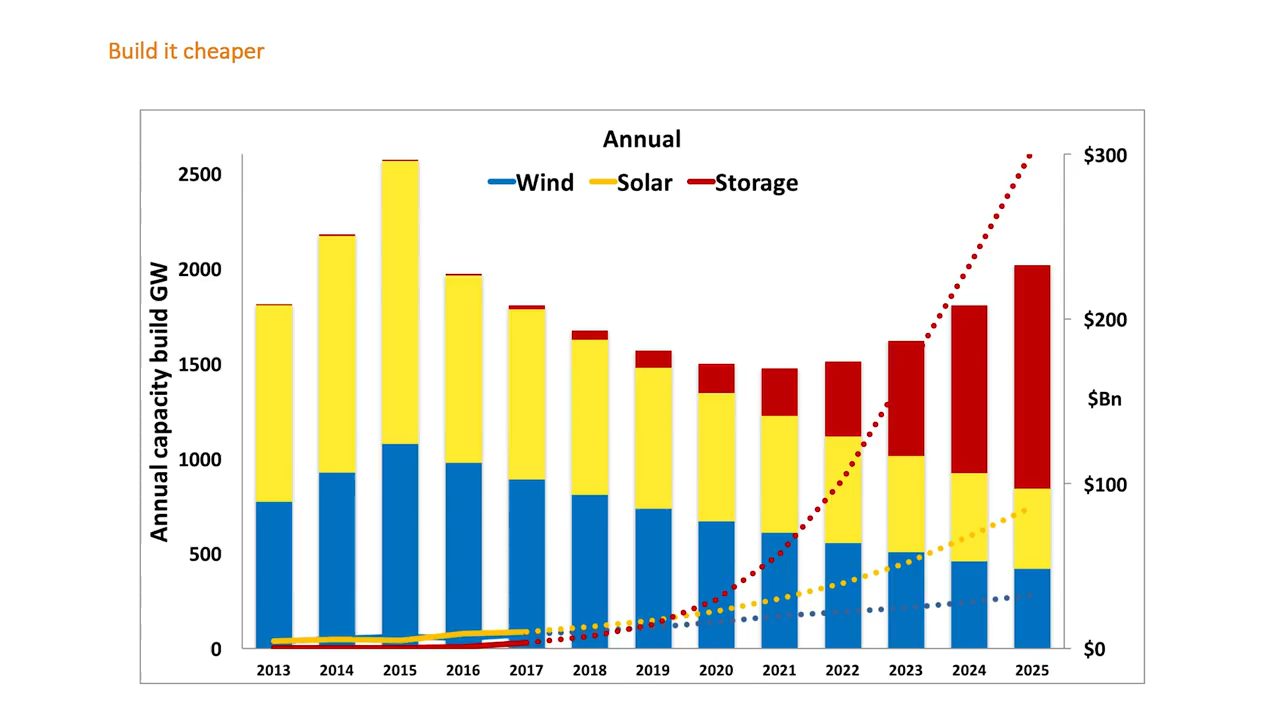 Build it cheaper
Annual
Wind Solar Storage
Annual capacity build GW
2500
2000
1500
1000
500
0
$300
$200
$Bn
$100
$0
2013 2014 2015 2016 2017 2018 2019 2020 2021 2022 2023 2024 2025